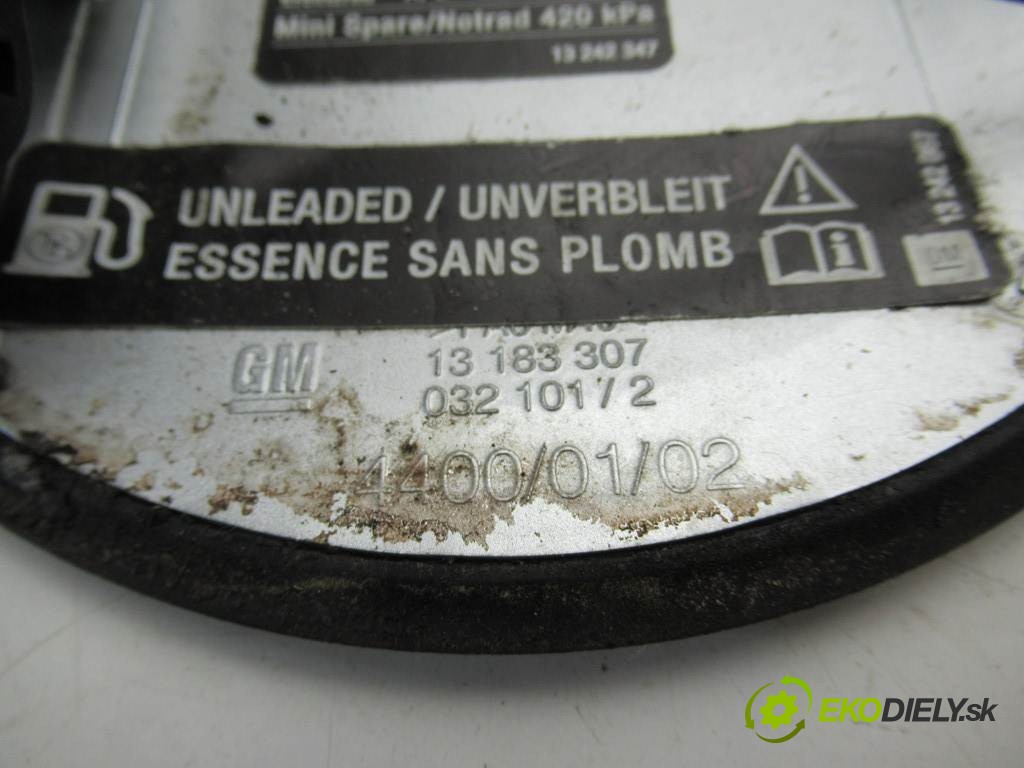 Mini Spare/Notrad 420 kPa
13 242 347
UNLEADED / UNVERBLEIT
ESSENCE SANS PLOMB
GM
GM
13 183 307
032 101 / 2
4400/01/02
EKODIELY.sk